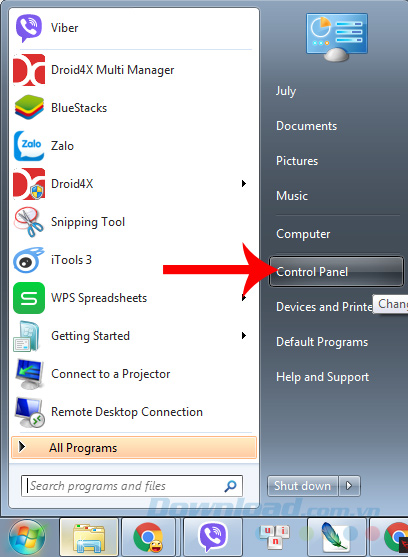 Viber
Droid4X Multi Manager
BlueStacks
Zalo
Zalo
Droid4X
Snipping Tool
iTools 3
S
WPS Spreadsheets
Getting Started
Connect to a Projector
Remote Desktop Connection
All Programs
Search programs and files
July
Documents
Pictures
Music
Computer
Control Panel
Chang
Devices and Printe
Default Programs
Help and Support
Shut down
Download.com.vn
u n i